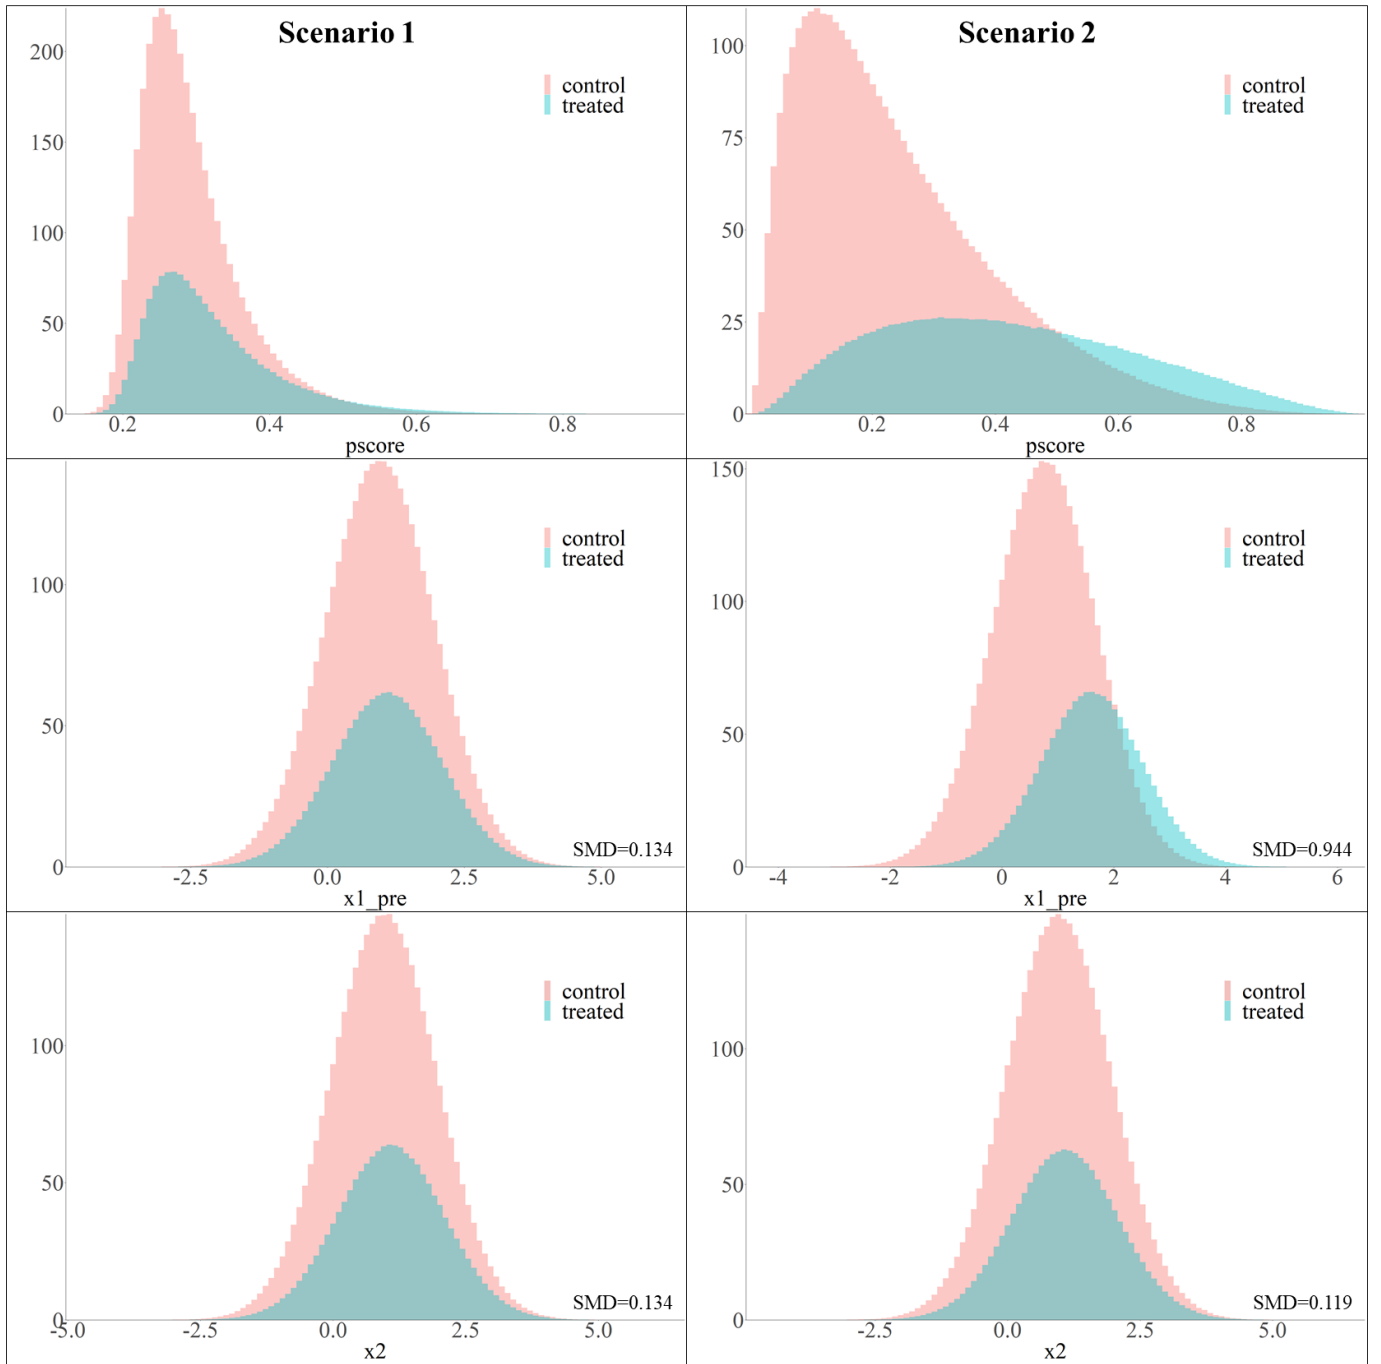 Scenario 1
200
150
100
50
0
control
treated
0.2 0.4 0.6 0.8
pscore
Scenario 2
100
75
50
25
0
control
treated
0.2 0.4 0.6 0.8
pscore
100
50
0
control
treated
SMD=0.134
-2.5 0.0 2.5 5.0
x1_pre
150
100
50
0
control
treated
SMD=0.944
-4 -2 0 2 4 6
x1_pre
100
50
0
control
treated
SMD=0.134
-5.0 -2.5 0.0 2.5 5.0
x2
100
50
0
control
treated
SMD=0.119
-2.5 0.0 2.5 5.0
x2